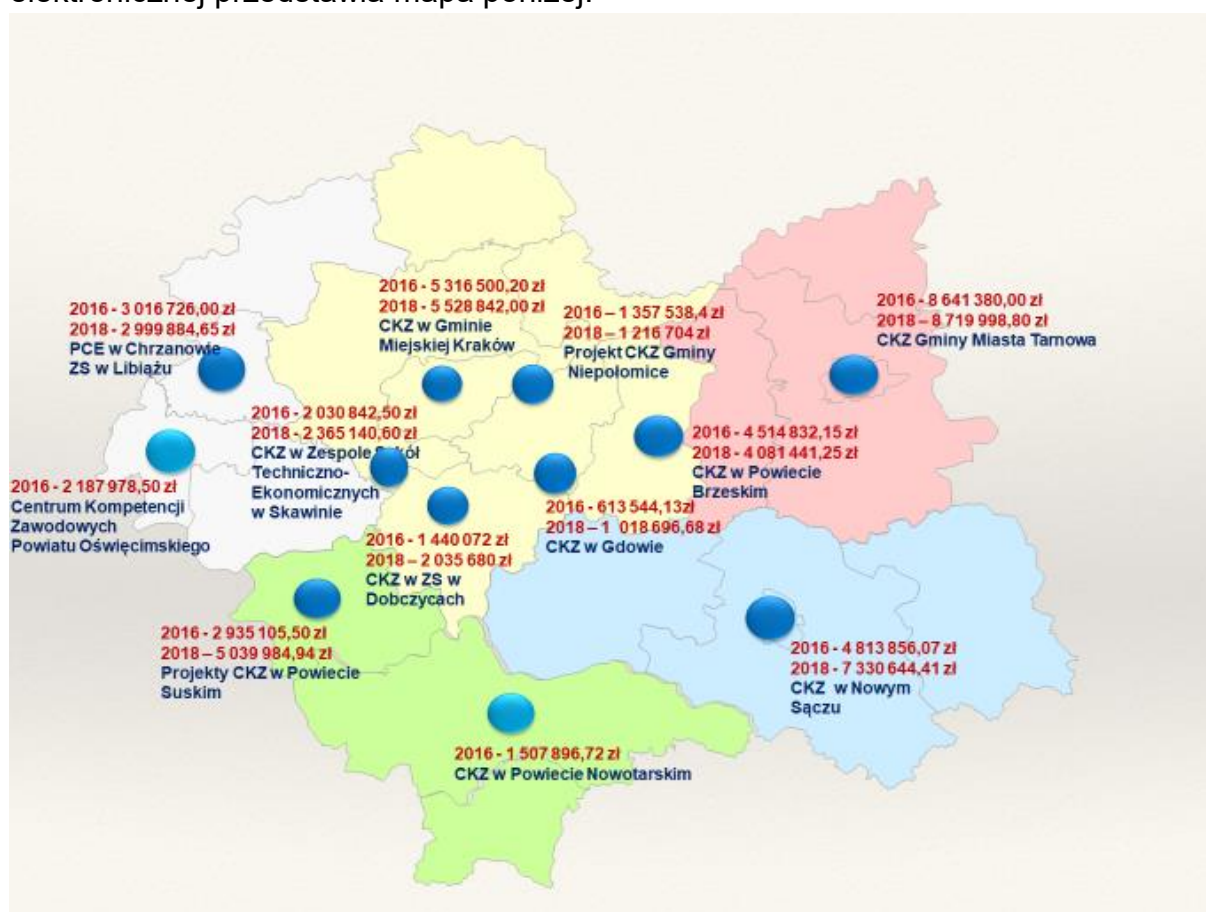 elektronicznej przedstawia mapa poniżej.
2016 - 5 316 500,20 zł
2018 - 5 528 842,00 zł
CKZ w Gminie
Miejskiej Kraków
2016 – 1 357 538,4 zł
2018 – 1 216 704 zł
Projekt CKZ Gminy
Niepołomice
2016 - 8 641 380,00 zł
2018 – 8 719 998,80 zł
CKZ Gminy Miasta Tarnowa
2016 - 3 016 726,00 zł
2018 - 2 999 884,65 zł
PCE w Chrzanowie
ZS w Libiążu
2016 - 2 030 842,50 zł
2018 - 2 365 140,60 zł
CKZ w Zespole Szkół
Techniczno-
Ekonomicznych
w Skawinie
2016 - 4 514 832,15 zł
2018 - 4 081 441,25 zł
CKZ w Powiecie
Brzeskim
2016 - 2 187 978,50 zł
Centrum Kompetencji
Zawodowych
Powiatu Oświęcimskiego
2016 - 613 544,13zł
2018 – 1 018 696,68 zł
CKZ w Gdowie
2016 - 1 440 072 zł
2018 – 2 035 680 zł
CKZ w ZS w
Dobczycach
2016 - 2 935 105,50 zł
2018 – 5 039 984,94 zł
Projekty CKZ w Powiecie
Suskim
2016 - 4 813 856,07 zł
2018 - 7 330 644,41 zł
CKZ w Nowym
Sączu
2016 - 1 507 896,72 zł
CKZ w Powiecie Nowotarskim